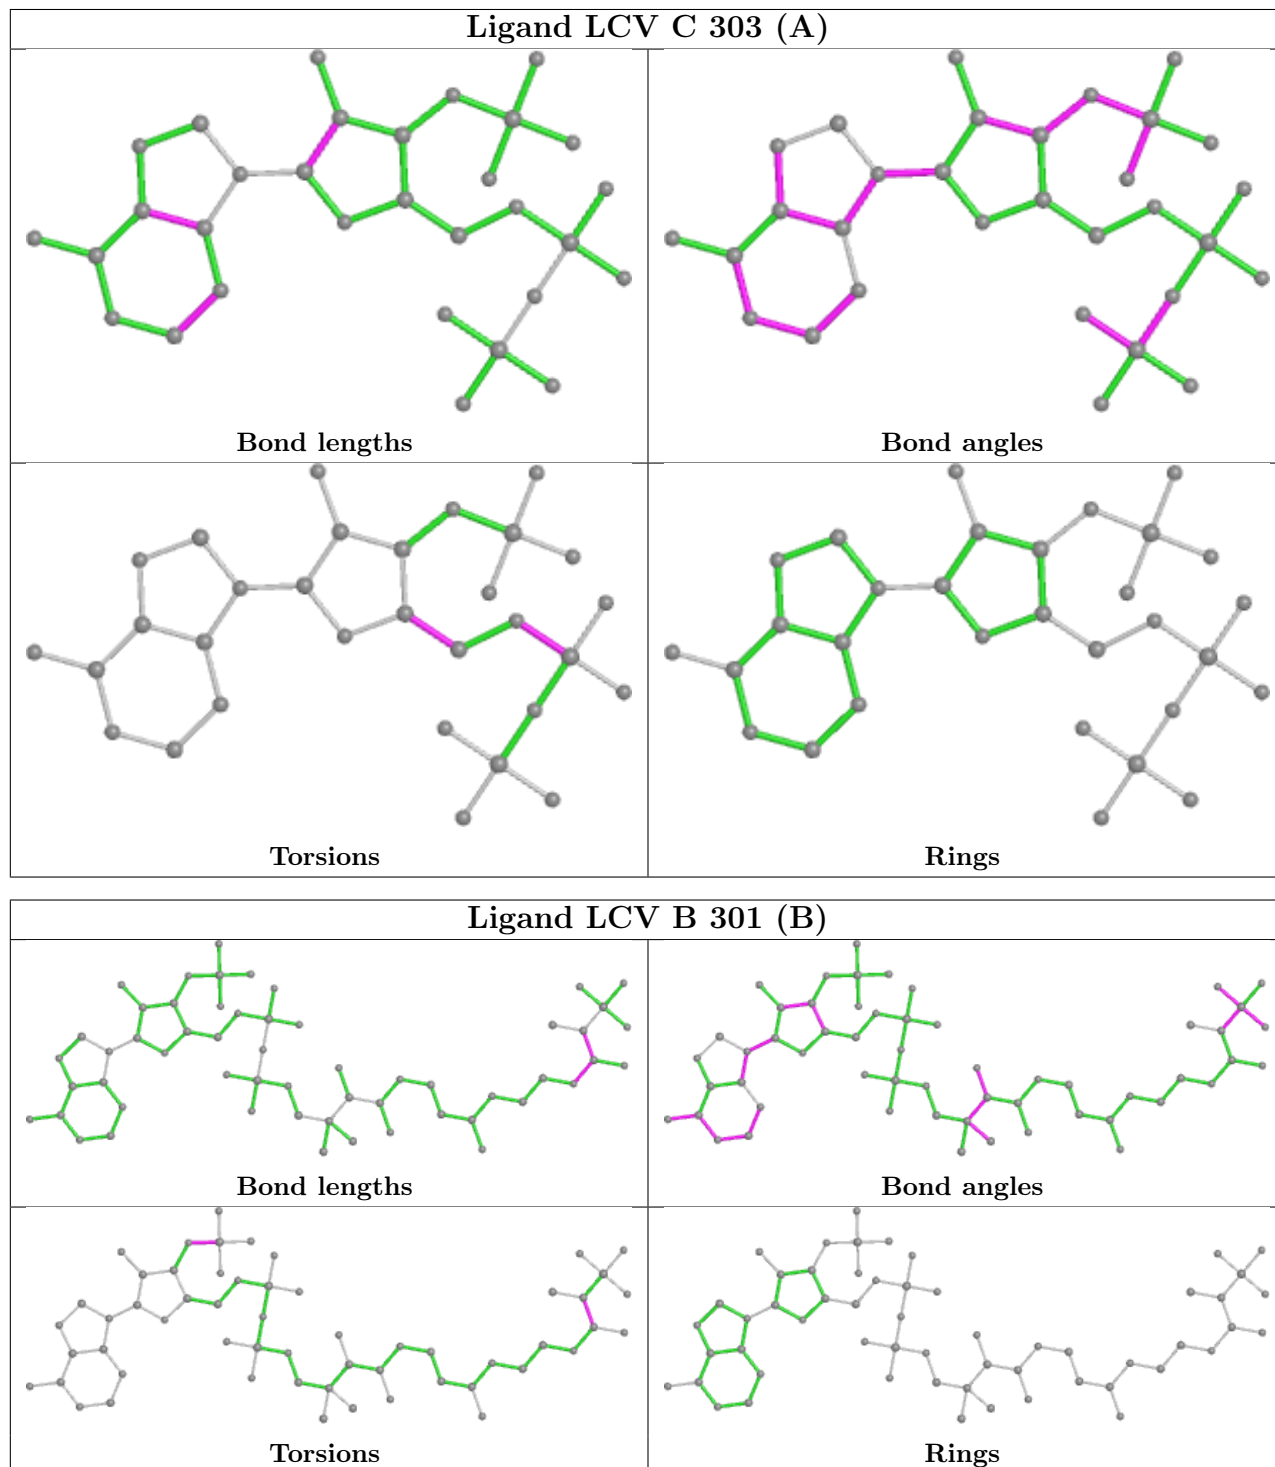 Ligand LCV C 303 (A)
Bond lengths
Bond angles
Torsions
Rings
Ligand LCV B 301 (B)
Bond lengths
Bond angles
Torsions
Rings